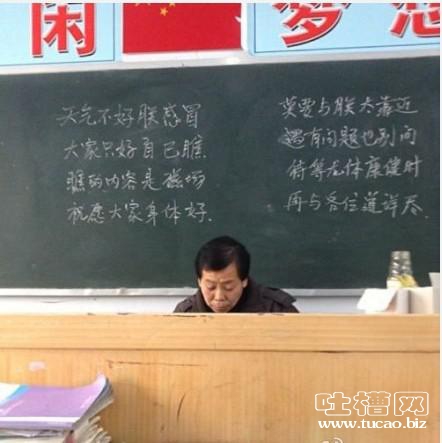 闲 梦 想
天气不好朕感冒
大家只好自己瞧
瞧的内容是磁场
祝愿大家身体好.
莫要与朕太靠近
遇有问题也别问
待等龙体康健时
再与各位道详尽.
吐槽网
www.tucao.biz